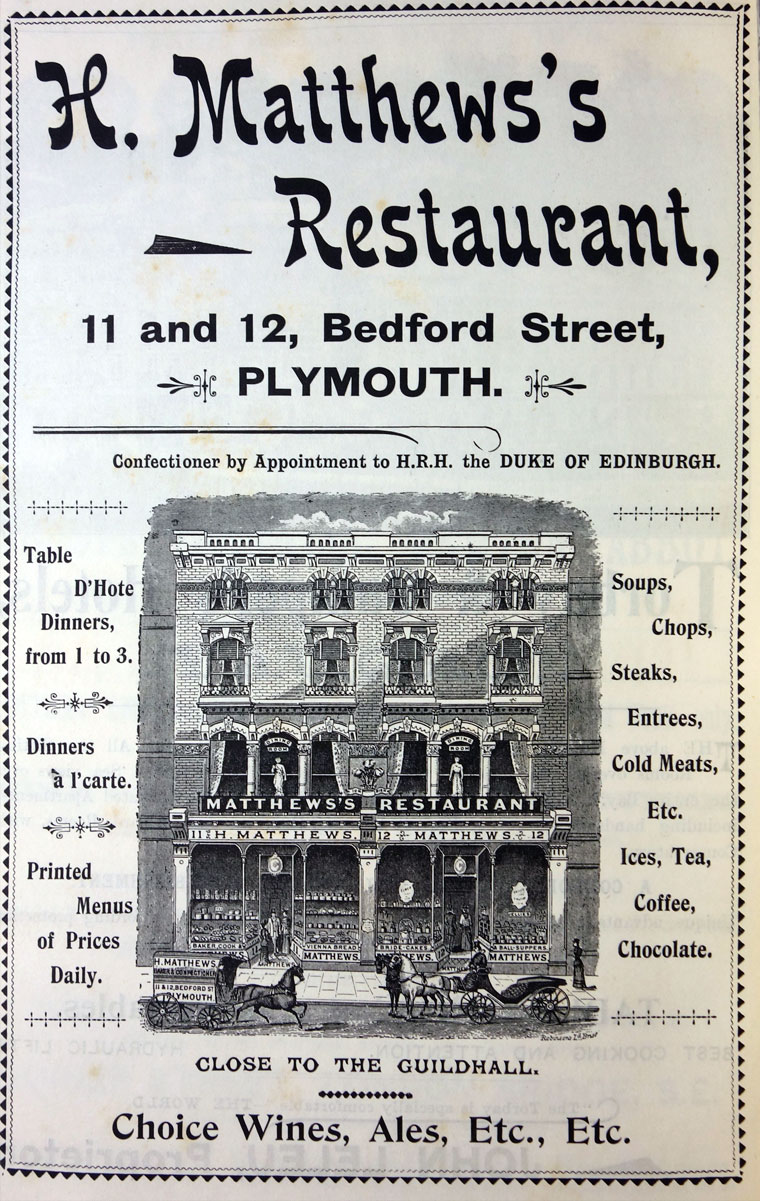 H. Matthews's
Restaurant,
11 and 12, Bedford Street,
PLYMOUTH.
Confectioner by Appointment to H.R.H. the DUKE OF EDINBURGH.
Table
D'Hote
Dinners,
from 1 to 3.
Dinners
à l'carte.
Printed
Menus
of Prices
Daily.
DINING
ROOM
DINING
ROOM
MATTHEWS'S RESTAURANT
11 H. MATTHEWS. 12 MATTHEWS. 12
BAKER, COOK &
MATTHEWS
VIENNA BREAD
MATTHEWS.
BRIDE-CAKES
& BALL-SUPPERS.
MATTHEWS.
H. MATTHEWS
BAKER & CONFECTIONER
11 & 12, BEDFORD ST
PLYMOUTH
Soups,
Chops,
Steaks,
Entrees,
Cold Meats,
Etc.
Ices, Tea,
Coffee,
Chocolate.
CLOSE TO THE GUILDHALL.
Choice Wines, Ales, Etc., Etc.